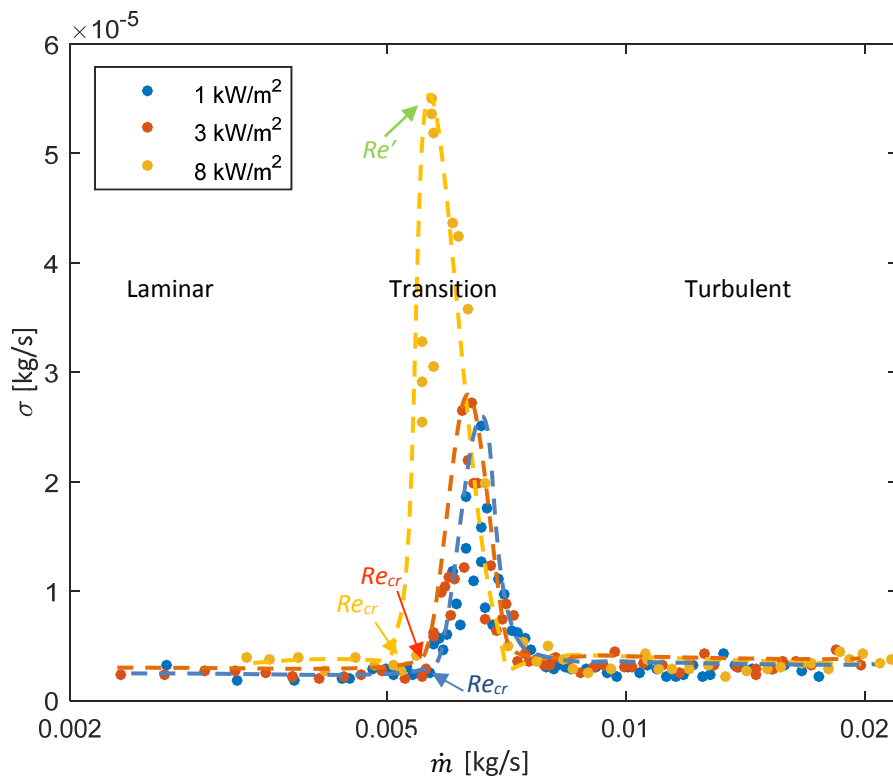 ×10⁻⁵
6
5
4
3
2
1
0
σ [kg/s]
1 kW/m²
3 kW/m²
8 kW/m²
Re'
Laminar
Transition
Turbulent
Re_cr
Re_cr
Re_cr
0.002
0.005
0.01
0.02
ṁ [kg/s]